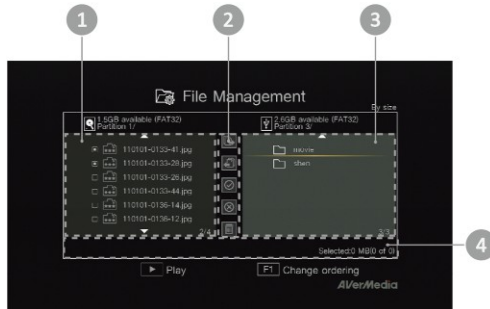 1
2
3
File Management
By size
1.5GB available (FAT32)
Partition 1/
2.6GB available (FAT32)
Partition 3/
110101-0133-41.jpg
110101-0133-28.jpg
110101-0133-26.jpg
110101-0133-44.jpg
110101-0136-14.jpg
110101-0136-12.jpg
2/4
movie
shen
3/3
Selected:0 MB(0 of 0)
4
Play
F1 Change ordering
AVerMedia